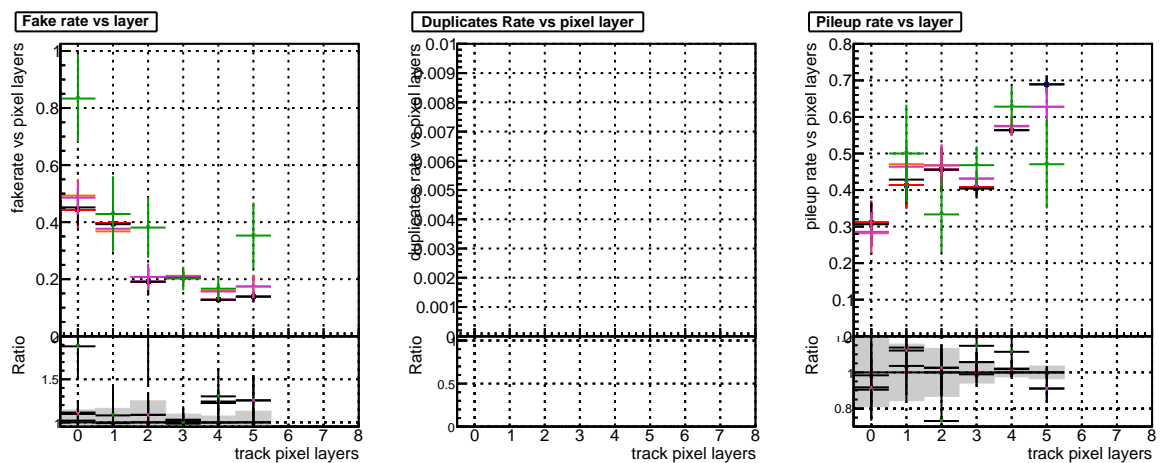 Fake rate vs layer
fakerate vs pixel layers
1
0.8
0.6
0.4
0.2
0
Ratio
1.5
1
0 1 2 3 4 5 6 7 8
track pixel layers
Duplicates Rate vs pixel layer
duplicates rate vs pixel layers
0.01
0.009
0.008
0.007
0.006
0.005
0.004
0.003
0.002
0.001
0
Ratio
1
0.5
0
0 1 2 3 4 5 6 7 8
track pixel layers
Pileup rate vs layer
pileup rate vs pixel layers
0.8
0.7
0.6
0.5
0.4
0.3
0.2
0.1
0
Ratio
1
0.8
0 1 2 3 4 5 6 7 8
track pixel layers